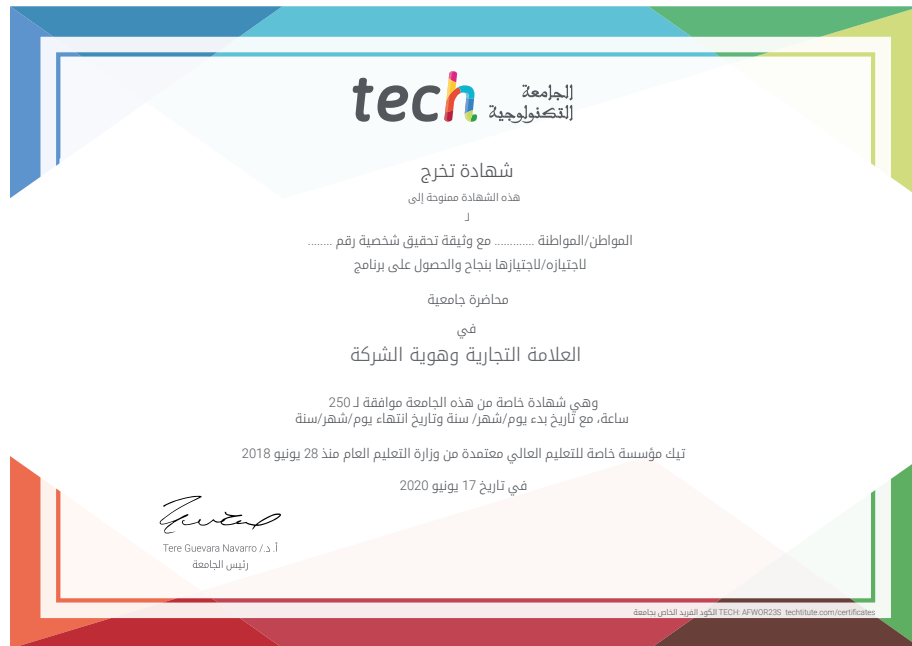 tech الجامعة
التكنولوجية
شهادة تخرج
هذه الشهادة ممنوحة إلى
لـ
المواطن/المواطنة ............ مع وثيقة تحقيق شخصية رقم ........
لاجتيازه/لاجتيازها بنجاح والحصول على برنامج
محاضرة جامعية
في
العلامة التجارية وهوية الشركة
وهي شهادة خاصة من هذه الجامعة موافقة لـ 250
ساعة، مع تاريخ بدء يوم/شهر/ سنة وتاريخ انتهاء يوم/شهر/سنة
تيك مؤسسة خاصة للتعليم العالي معتمدة من وزارة التعليم العام منذ 28 يونيو 2018
في تاريخ 17 يونيو 2020
أ. د./ Tere Guevara Navarro
رئيس الجامعة
الكود الفريد الخاص بجامعة TECH: AFWOR23S techtitute.com/certificates